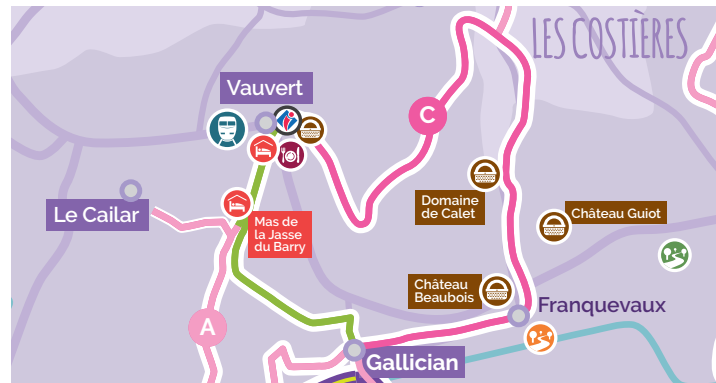 LES COSTIÈRES
Vauvert
C
Domaine
de Calet
Le Cailar
Mas de
la Jasse
du Barry
Château Guiot
Château
Beaubois
Franquevaux
A
Gallician